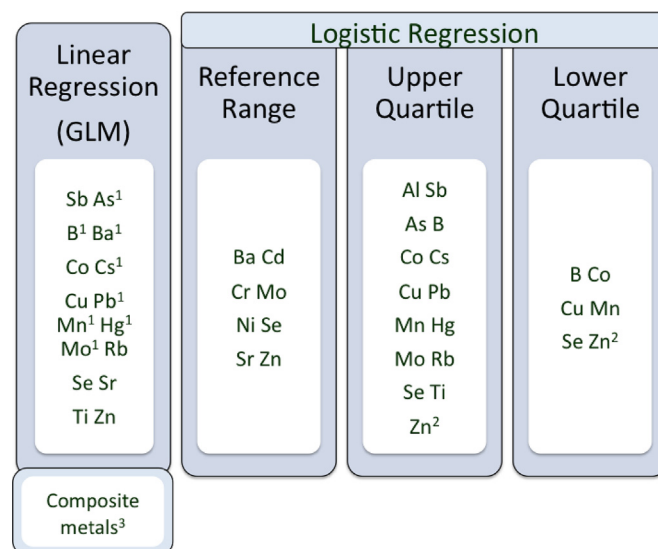 Linear
Regression
(GLM)
Sb As¹
B¹ Ba¹
Co Cs¹
Cu Pb¹
Mn¹ Hg¹
Mo¹ Rb
Se Sr
Ti Zn
Composite
metals³
Logistic Regression
Reference
Range
Ba Cd
Cr Mo
Ni Se
Sr Zn
Upper
Quartile
Al Sb
As B
Co Cs
Cu Pb
Mn Hg
Mo Rb
Se Ti
Zn²
Lower
Quartile
B Co
Cu Mn
Se Zn²